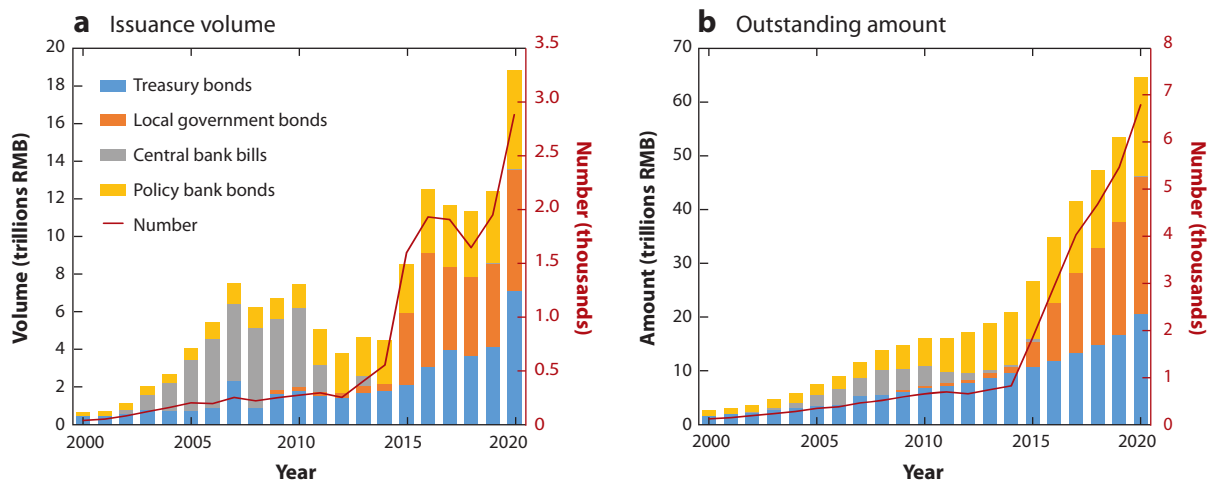 a Issuance volume
20
18
16
14
12
10
8
6
4
2
0
Volume (trillions RMB)
Treasury bonds
Local government bonds
Central bank bills
Policy bank bonds
Number
3.5
3.0
2.5
2.0
1.5
1.0
0.5
0
Number (thousands)
2000 2005 2010 2015 2020
Year
b Outstanding amount
70
60
50
40
30
20
10
0
Amount (trillions RMB)
8
7
6
5
4
3
2
1
0
Number (thousands)
2000 2005 2010 2015 2020
Year